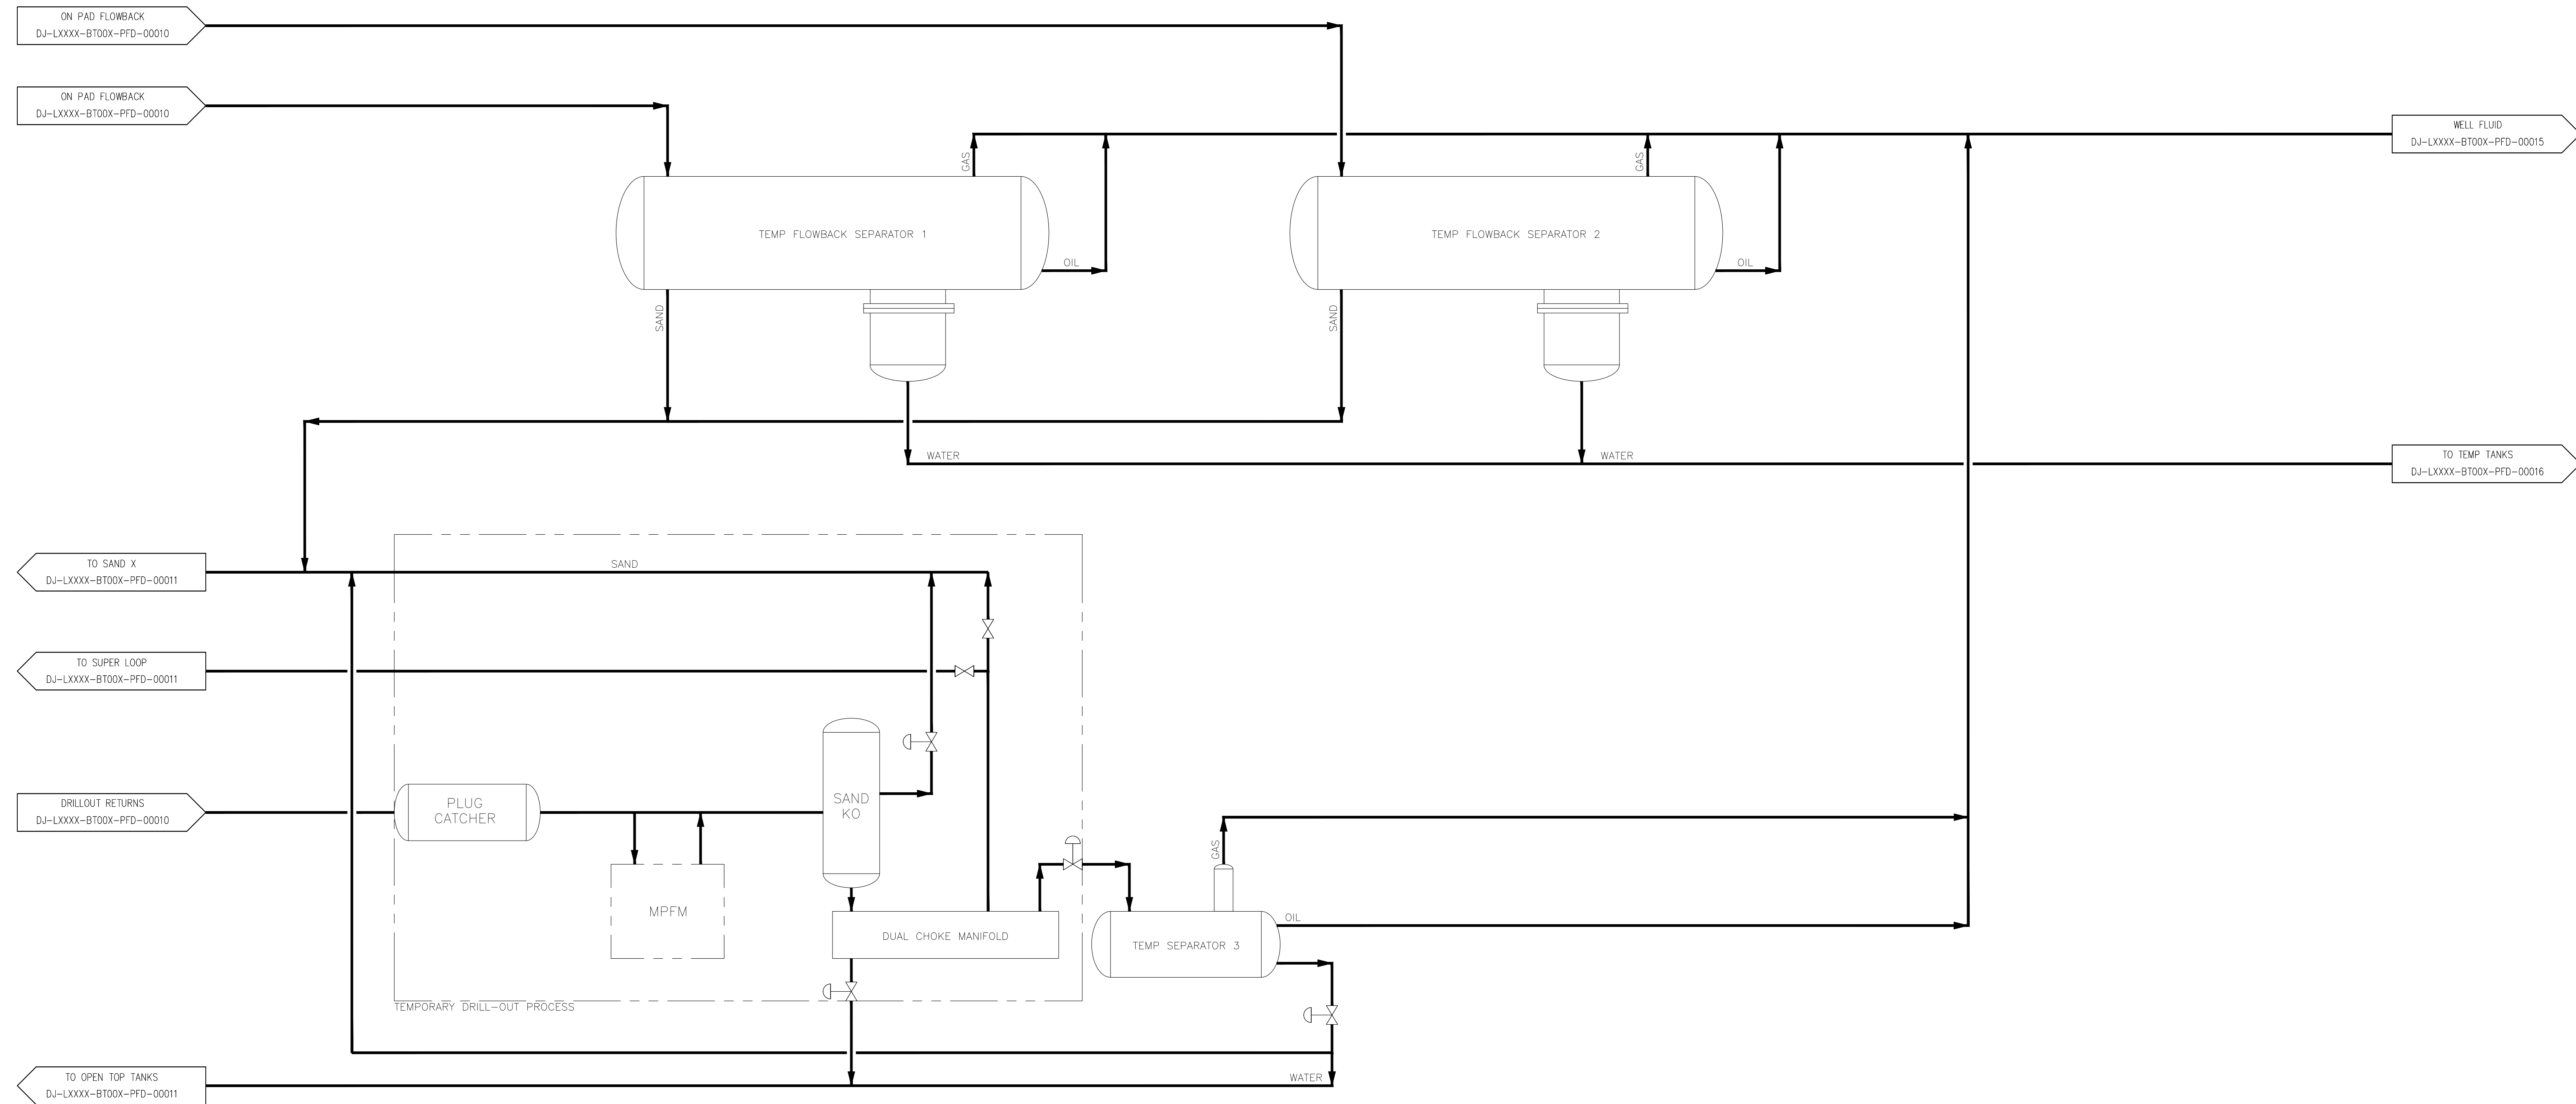 ON PAD FLOWBACK
DJ-LXXXX-BT00X-PFD-00010
ON PAD FLOWBACK
DJ-LXXXX-BT00X-PFD-00010
WELL FLUID
DJ-LXXXX-BT00X-PFD-00015
GAS
GAS
TEMP FLOWBACK SEPARATOR 1
TEMP FLOWBACK SEPARATOR 2
OIL
OIL
SAND
SAND
WATER
WATER
TO TEMP TANKS
DJ-LXXXX-BT00X-PFD-00016
TO SAND X
DJ-LXXXX-BT00X-PFD-00011
SAND
TO SUPER LOOP
DJ-LXXXX-BT00X-PFD-00011
DRILLOUT RETURNS
DJ-LXXXX-BT00X-PFD-00010
PLUG
CATCHER
SAND
KO
MPFM
GAS
DUAL CHOKE MANIFOLD
OIL
TEMP SEPARATOR 3
TEMPORARY DRILL-OUT PROCESS
WATER
TO OPEN TOP TANKS
DJ-LXXXX-BT00X-PFD-00011